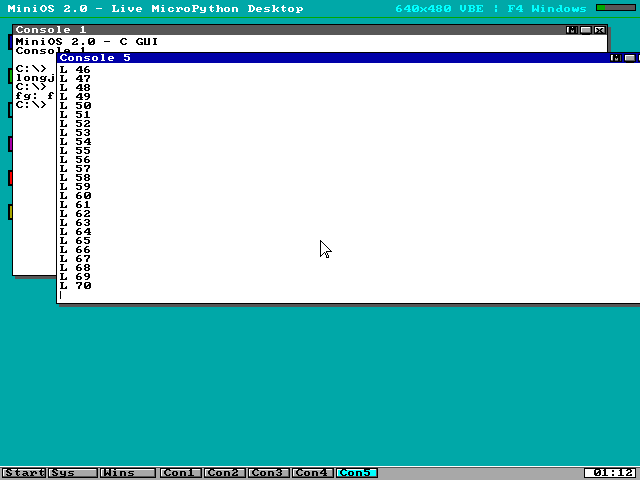 MiniOS 2.0 - Live MicroPython Desktop
640x480 VBE ¦ F4 Windows
Console 1
M
MiniOS 2.0 - C GUI
Console 1
C:\>
longj
C:\>
fg: f
C:\>
Console 5
M
L 46
L 47
L 48
L 49
L 50
L 51
L 52
L 53
L 54
L 55
L 56
L 57
L 58
L 59
L 60
L 61
L 62
L 63
L 64
L 65
L 66
L 67
L 68
L 69
L 70
Start Sys Wins Con1 Con2 Con3 Con4 Con5 01:12